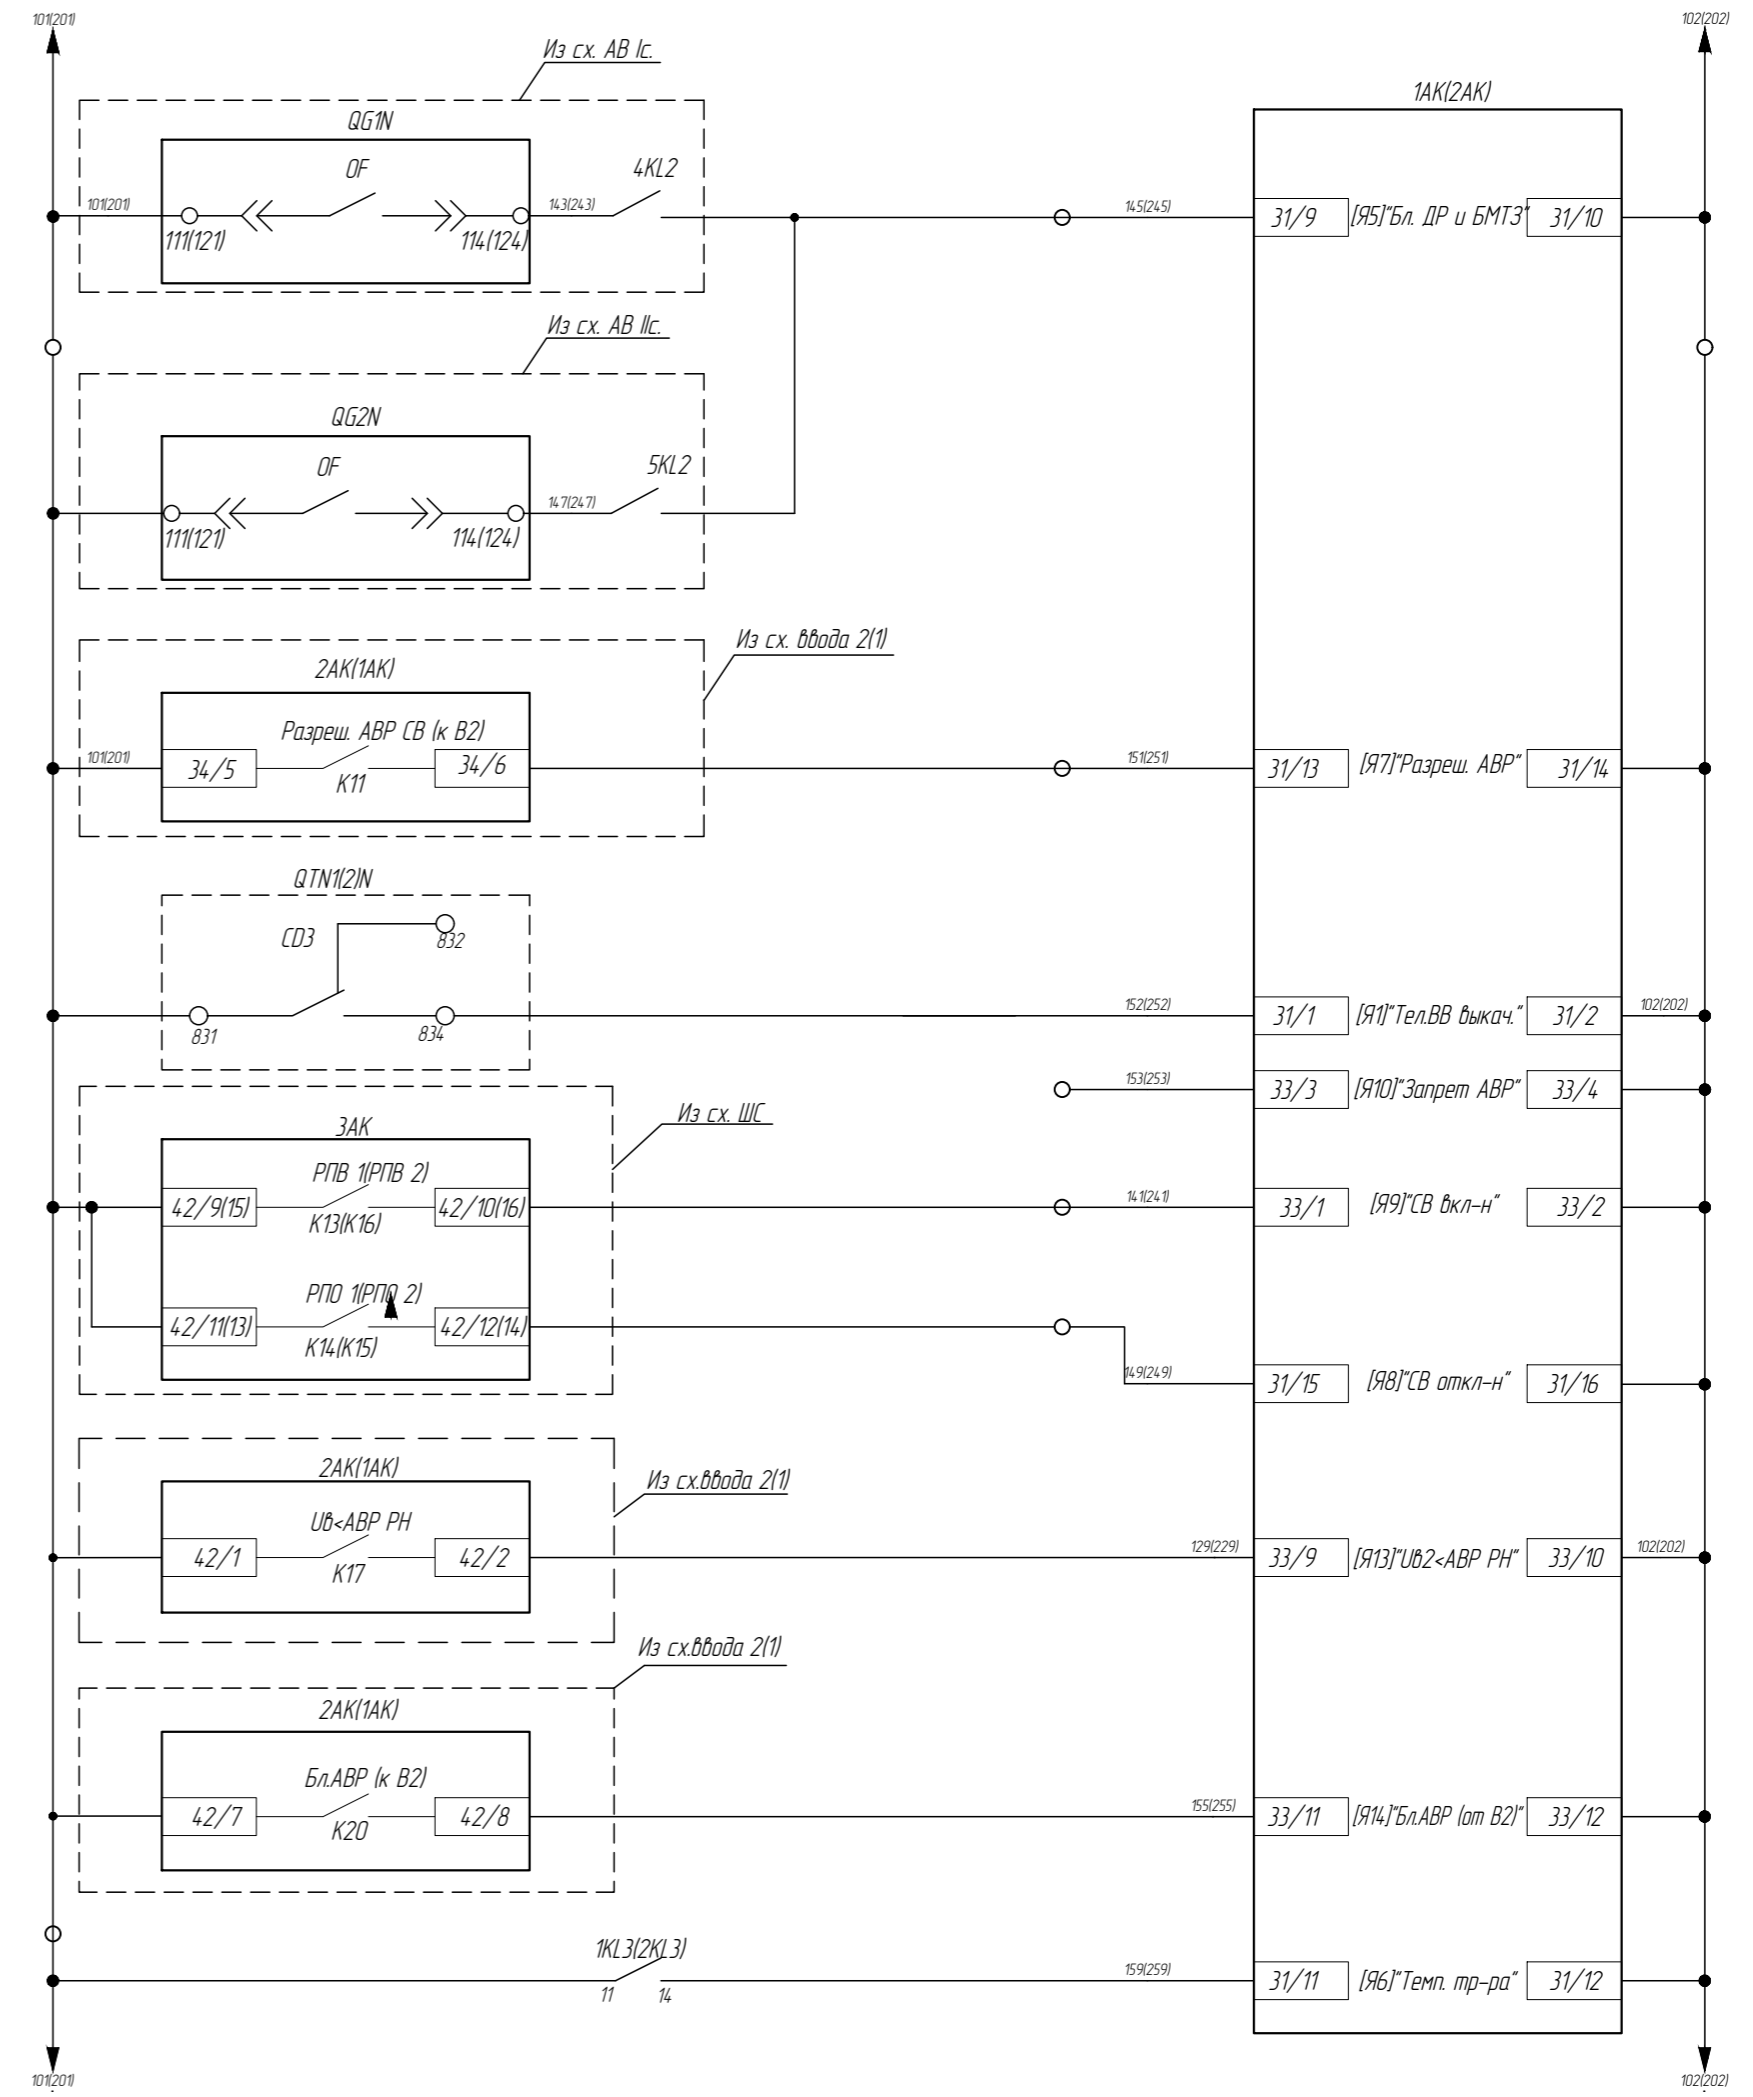 101(201)
102(202)
Из сх. АВ Iс.
1АК(2АК)
QG1N
OF
4KL2
101(201)
143(243)
145(245)
111(121)
114(124)
31/9
[Я5]"Бл. ДР и БМТЗ"
31/10
Из сх. АВ IIс.
QG2N
OF
5KL2
147(247)
111(121)
114(124)
Из сх. ввода 2(1)
2АК(1АК)
Разреш. АВР СВ (к В2)
101(201)
34/5
К11
34/6
151(251)
31/13
[Я7]"Разреш. АВР"
31/14
QTN1(2)N
CD3
832
831
834
152(252)
31/1
[Я1]"Тел.ВВ выкач."
31/2
102(202)
153(253)
33/3
[Я10]"Запрет АВР"
33/4
Из сх. ШС
3АК
РПВ 1(РПВ 2)
42/9(15)
К13(К16)
42/10(16)
141(241)
33/1
[Я9]"СВ вкл-н"
33/2
РПО 1(РПО 2)
42/11(13)
К14(К15)
42/12(14)
149(249)
31/15
[Я8]"СВ откл-н"
31/16
2АК(1АК)
Из сх.ввода 2(1)
Uв<АВР РН
42/1
К17
42/2
129(229)
33/9
[Я13]"Uв2<АВР РН"
33/10
102(202)
Из сх.ввода 2(1)
2АК(1АК)
Бл.АВР (к В2)
42/7
К20
42/8
155(255)
33/11
[Я14]"Бл.АВР (от В2)"
33/12
1KL3(2KL3)
11
14
159(259)
31/11
[Я6]"Темп. тр-ра"
31/12
101(201)
102(202)